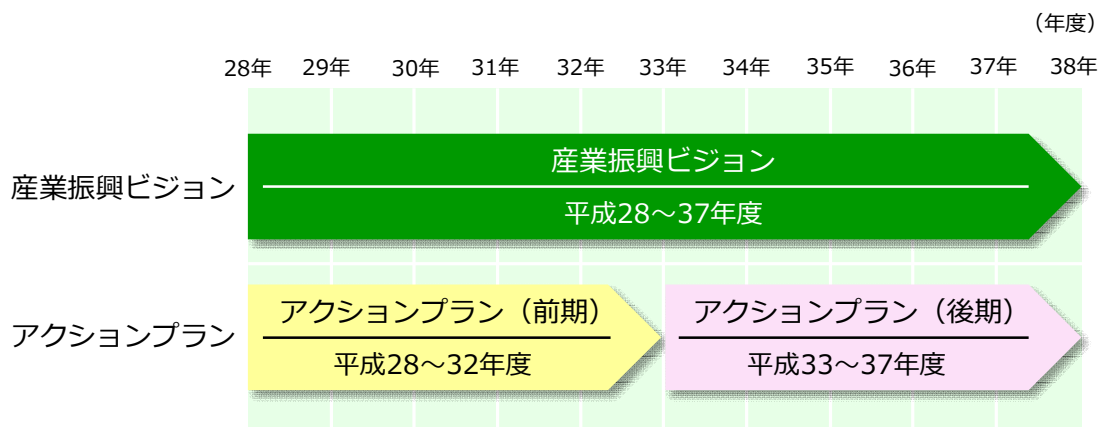 （年度）
28年 29年 30年 31年 32年 33年 34年 35年 36年 37年 38年
産業振興ビジョン
産業振興ビジョン
平成28～37年度
アクションプラン
アクションプラン（前期）
平成28～32年度
アクションプラン（後期）
平成33～37年度